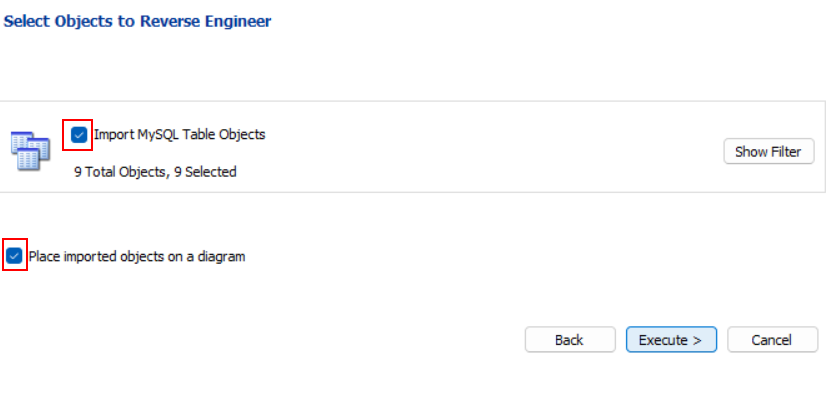 Select Objects to Reverse Engineer
Import MySQL Table Objects
Show Filter
9 Total Objects, 9 Selected
Place imported objects on a diagram
Back
Execute >
Cancel